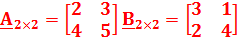 A₂×₂ = [2 3 4 5] B₂×₂ = [3 1 2 4]